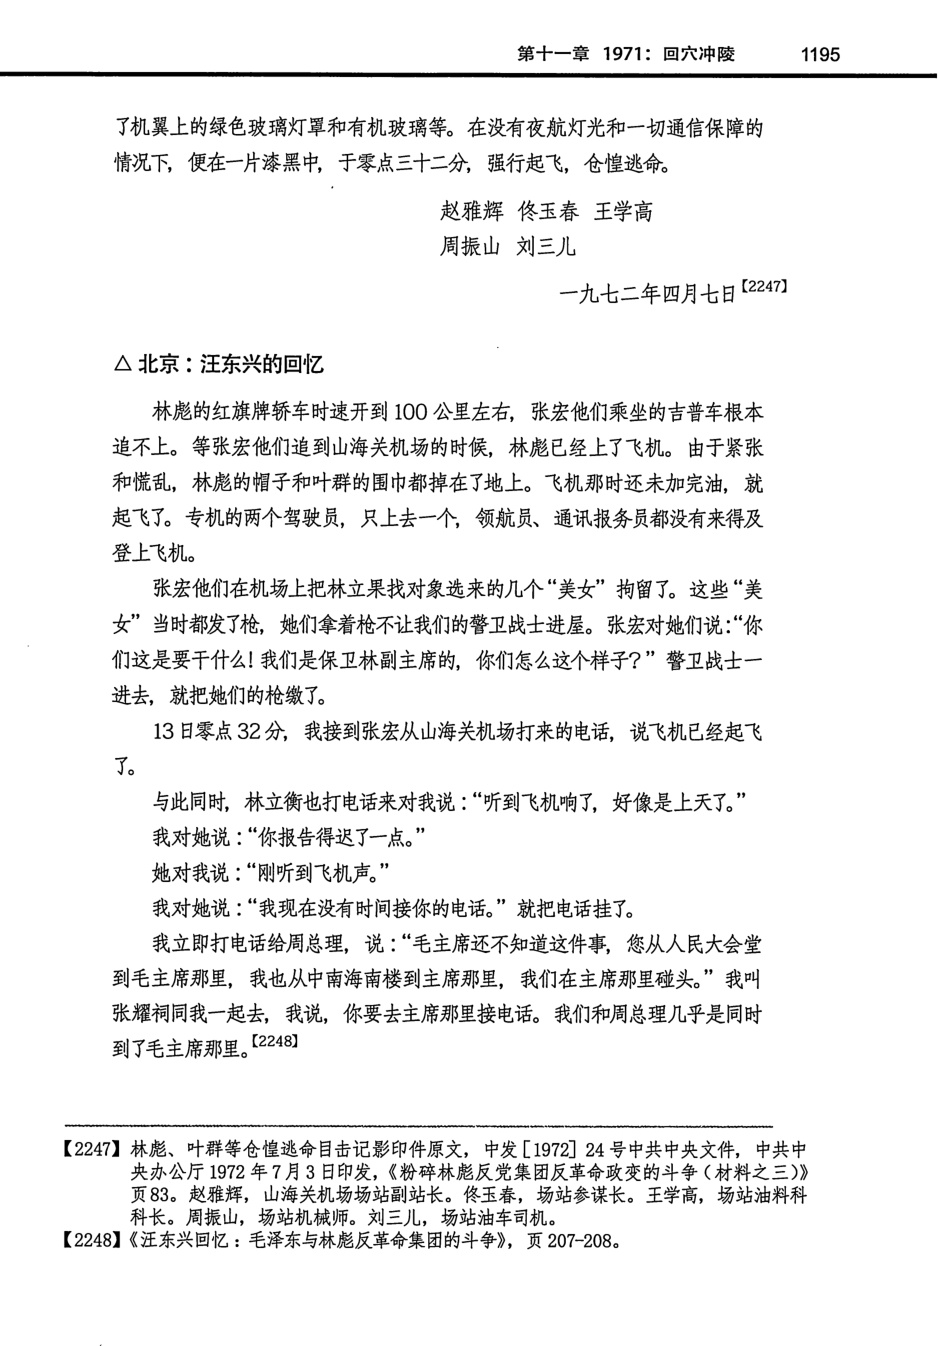 第十一章 1971：回穴冲陵 1195
了机翼上的绿色玻璃灯罩和有机玻璃等。在没有夜航灯光和一切通信保障的
情况下，便在一片漆黑中，于零点三十二分，强行起飞，仓惶逃命。
赵雅辉 佟玉春 王学高
周振山 刘三儿
一九七二年四月七日【2247】
△ 北京：汪东兴的回忆
林彪的红旗牌轿车时速开到 100 公里左右，张宏他们乘坐的吉普车根本
追不上。等张宏他们追到山海关机场的时候，林彪已经上了飞机。由于紧张
和慌乱，林彪的帽子和叶群的围巾都掉在了地上。飞机那时还未加完油，就
起飞了。专机的两个驾驶员，只上去一个，领航员、通讯报务员都没有来得及
登上飞机。
张宏他们在机场上把林立果找对象选来的几个“美女”拘留了。这些“美
女”当时都发了枪，她们拿着枪不让我们的警卫战士进屋。张宏对她们说：“你
们这是要干什么！我们是保卫林副主席的，你们怎么这个样子？”警卫战士一
进去，就把她们的枪缴了。
13 日零点 32 分，我接到张宏从山海关机场打来的电话，说飞机已经起飞
了。
与此同时，林立衡也打电话来对我说：“听到飞机响了，好像是上天了。”
我对她说：“你报告得迟了一点。”
她对我说：“刚听到飞机声。”
我对她说：“我现在没有时间接你的电话。”就把电话挂了。
我立即打电话给周总理，说：“毛主席还不知道这件事，您从人民大会堂
到毛主席那里，我也从中南海南楼到主席那里，我们在主席那里碰头。”我叫
张耀祠同我一起去，我说，你要去主席那里接电话。我们和周总理几乎是同时
到了毛主席那里。【2248】
【2247】林彪、叶群等仓惶逃命目击记影印件原文，中发［1972］24 号中共中央文件，中共中
央办公厅 1972 年 7 月 3 日印发，《粉碎林彪反党集团反革命政变的斗争（材料之三）》
页83。赵雅辉，山海关机场场站副站长。佟玉春，场站参谋长。王学高，场站油料科
科长。周振山，场站机械师。刘三儿，场站油车司机。
【2248】《汪东兴回忆：毛泽东与林彪反革命集团的斗争》，页 207-208。